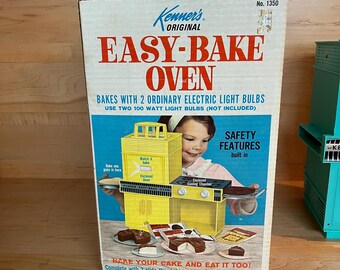 No. 1350
Kenner's
ORIGINAL
EASY-BAKE
OVEN
BAKES WITH 2 ORDINARY ELECTRIC LIGHT BULBS
USE TWO 100 WATT LIGHT BULBS (NOT INCLUDED)
SAFETY
FEATURES
built in
BAKE YOUR CAKE AND EAT IT TOO!